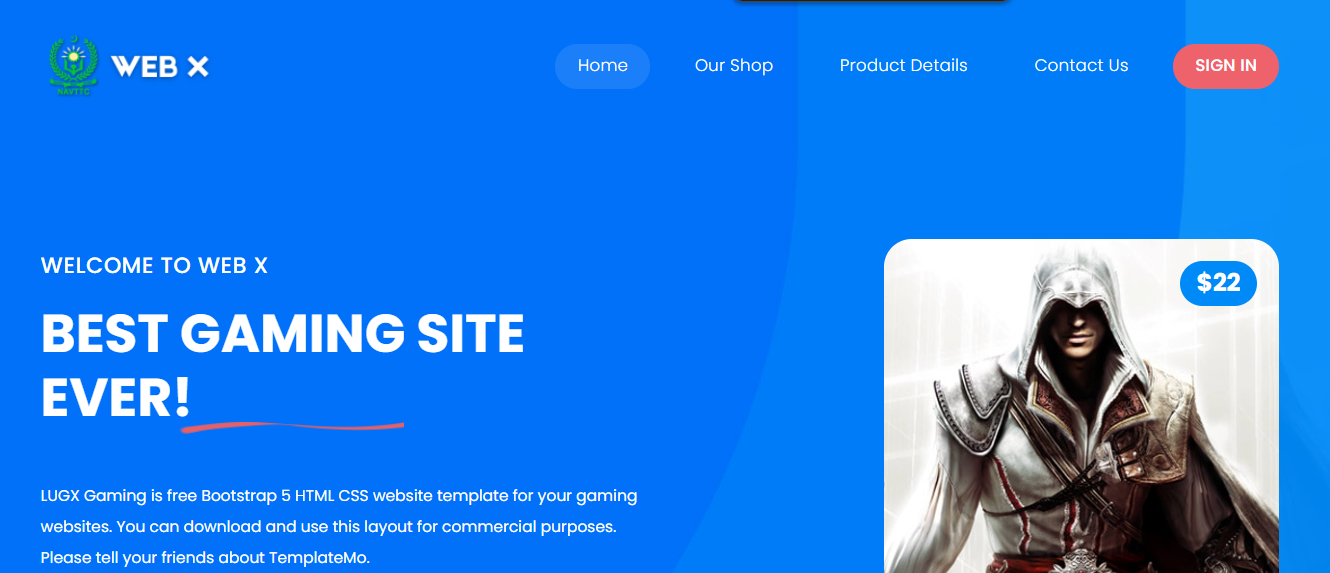 NAVTTC
WEB X
Home
Our Shop
Product Details
Contact Us
SIGN IN
WELCOME TO WEB X
BEST GAMING SITE
EVER!
$22
LUGX Gaming is free Bootstrap 5 HTML CSS website template for your gaming
websites. You can download and use this layout for commercial purposes.
Please tell your friends about TemplateMo.